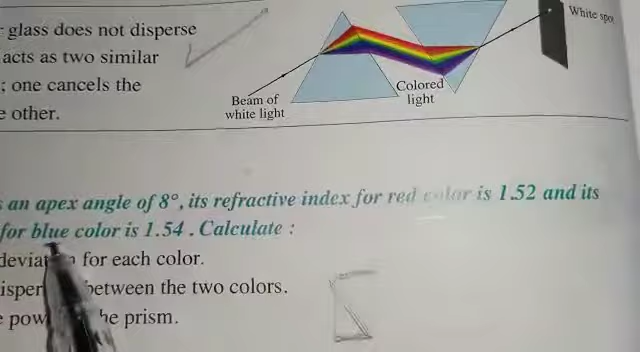 glass does not disperse
acts as two similar
; one cancels the
other.
Beam of
white light
Colored
light
White spot
an apex angle of 8°, its refractive index for red color is 1.52 and its
for blue color is 1.54 . Calculate :
for each color.
between the two colors.
prism.